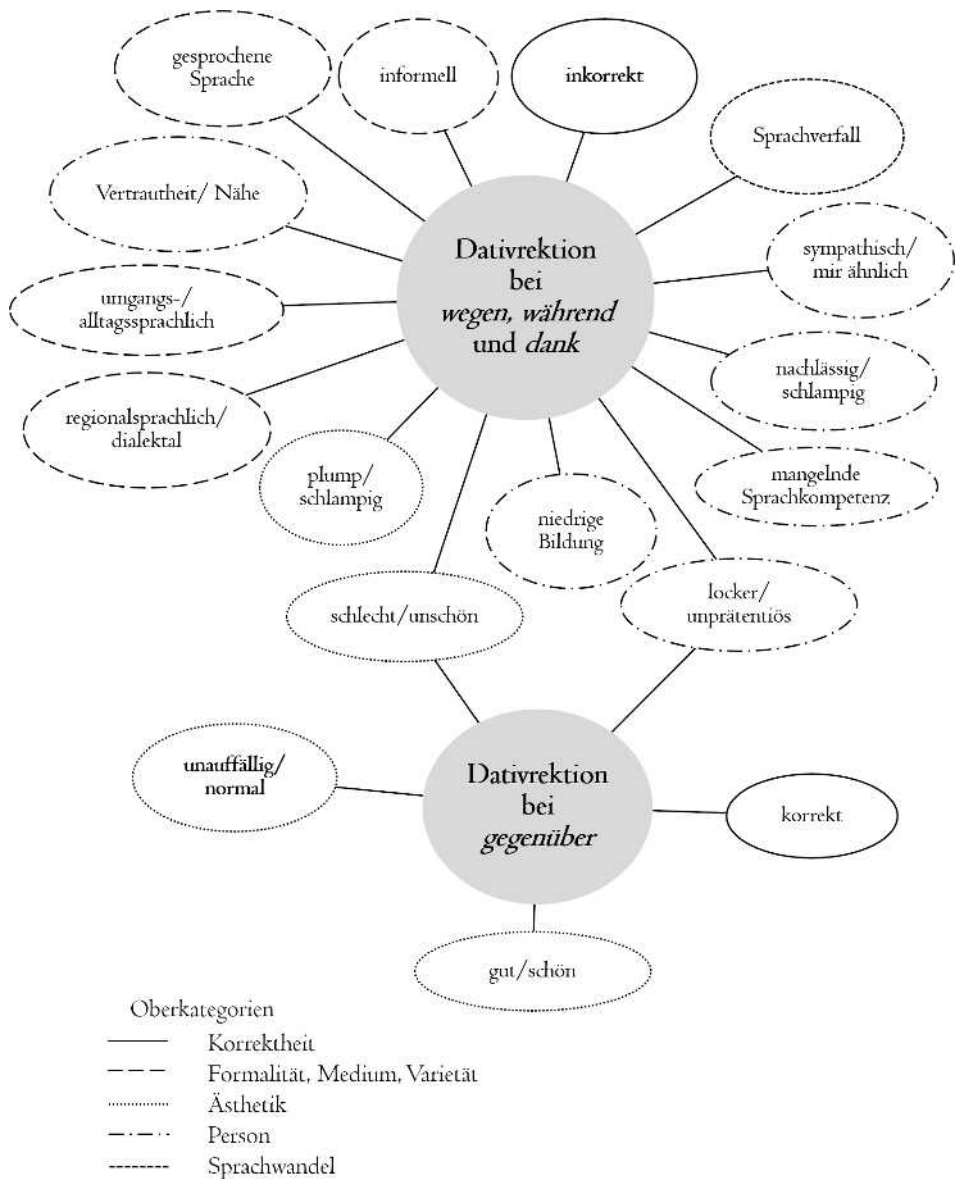 gesprochene
Sprache
informell
inkorrekt
Sprachverfall
Vertrautheit/ Nähe
sympathisch/
mir ähnlich
Dativrektion
bei
wegen, während
und dank
umgangs-/
alltagssprachlich
nachlässig/
schlampig
regionalsprachlich/
dialektal
plump/
schlampig
mangelnde
Sprachkompetenz
niedrige
Bildung
locker/
unprätentiös
schlecht/unschön
unauffällig/
normal
Dativrektion
bei
gegenüber
korrekt
gut/schön
Oberkategorien
Korrektheit
Formalität, Medium, Varietät
Ästhetik
Person
Sprachwandel